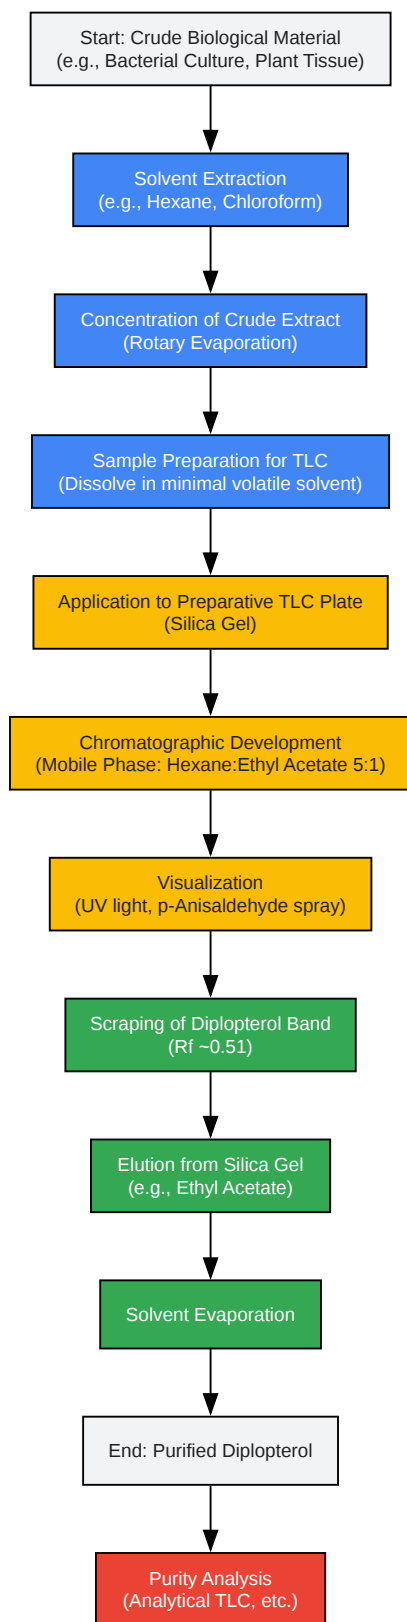 Start: Crude Biological Material
(e.g., Bacterial Culture, Plant Tissue)
Solvent Extraction
(e.g., Hexane, Chloroform)
Concentration of Crude Extract
(Rotary Evaporation)
Sample Preparation for TLC
(Dissolve in minimal volatile solvent)
Application to Preparative TLC Plate
(Silica Gel)
Chromatographic Development
(Mobile Phase: Hexane:Ethyl Acetate 5:1)
Visualization
(UV light, p-Anisaldehyde spray)
Scraping of Diplopterol Band
(Rf ~0.51)
Elution from Silica Gel
(e.g., Ethyl Acetate)
Solvent Evaporation
End: Purified Diplopterol
Purity Analysis
(Analytical TLC, etc.)